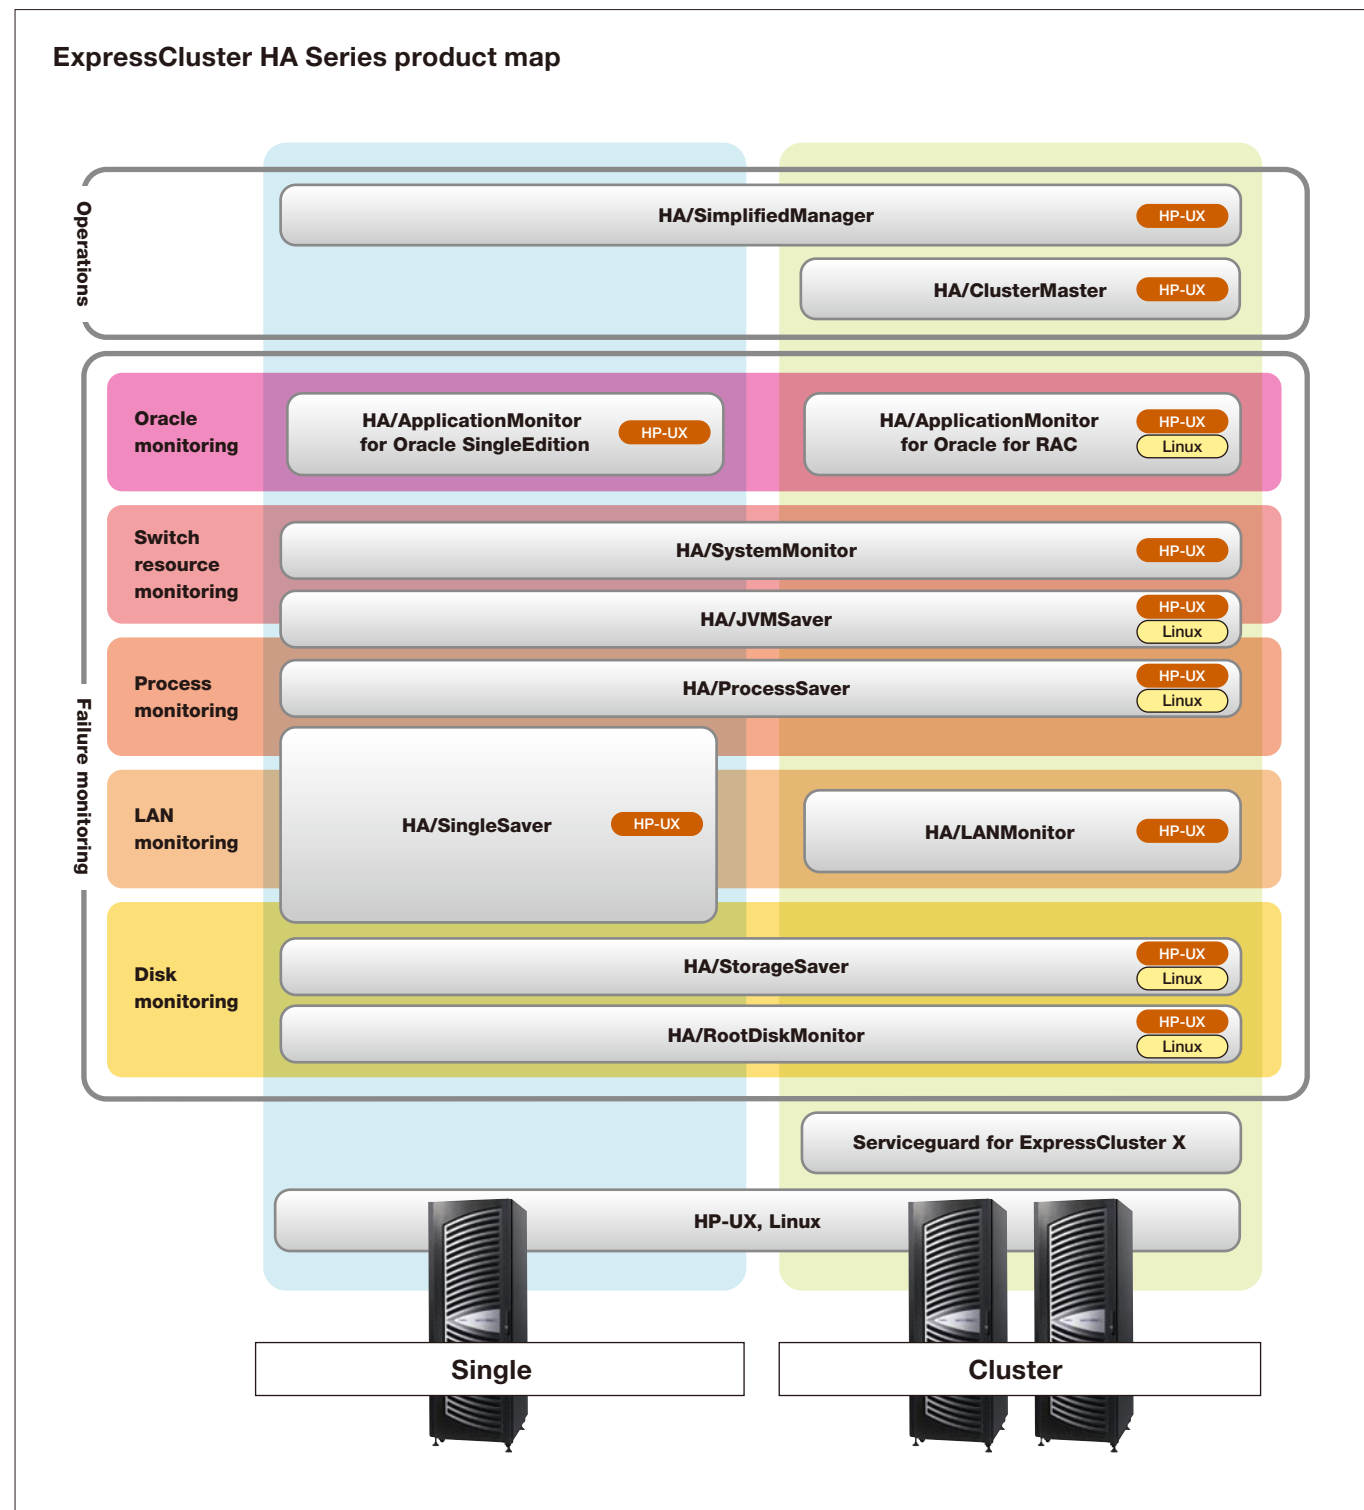 ExpressCluster HA Series product map
Operations
HA/SimplifiedManager
HP-UX
HA/ClusterMaster
HP-UX
Failure monitoring
Oracle
monitoring
HA/ApplicationMonitor
for Oracle SingleEdition
HP-UX
HA/ApplicationMonitor
for Oracle for RAC
HP-UX
Linux
Switch
resource
monitoring
HA/SystemMonitor
HP-UX
HA/JVMSaver
HP-UX
Linux
Process
monitoring
HA/ProcessSaver
HP-UX
Linux
LAN
monitoring
HA/SingleSaver
HP-UX
HA/LANMonitor
HP-UX
Disk
monitoring
HA/StorageSaver
HP-UX
Linux
HA/RootDiskMonitor
HP-UX
Linux
Serviceguard for ExpressCluster X
HP-UX, Linux
Single
Cluster